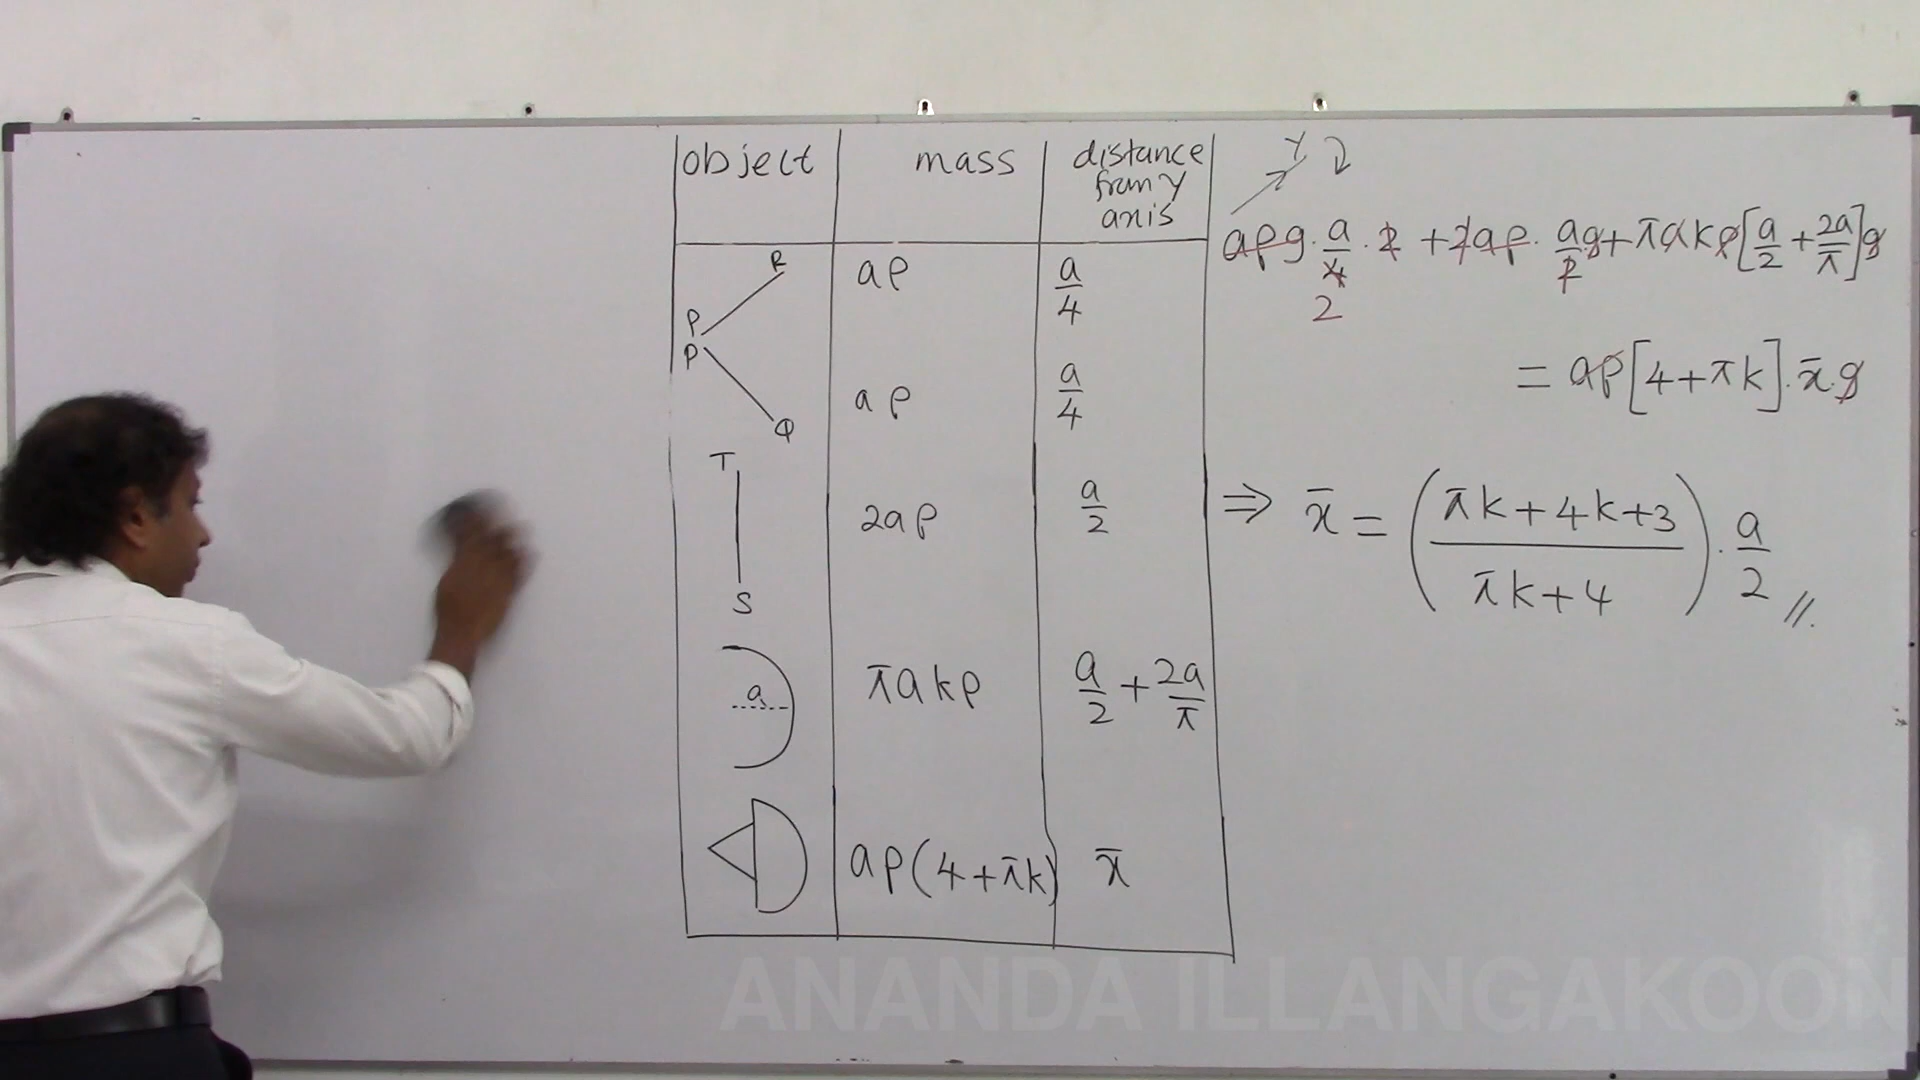 object mass distance from y axis
R
P
aρ a/4
P
Q
aρ a/4
T
S
2aρ a/2
a
πakρ a/2 + 2a/π
aρ(4+πk) x̄
Y
aρg·a/4·2 + 2aρ·a/2 g + πakρ[a/2 + 2a/π]g
2
= aρ[4+πk]·x̄·g
⇒ x̄ = ((πk+4k+3)/(πk+4))·a/2 //.
ANANDA ILLANGAKOON